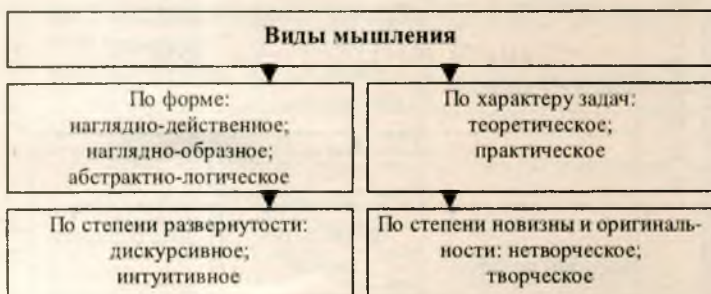 Виды мышления
По форме:
наглядно-действенное;
наглядно-образное;
абстрактно-логическое
По характеру задач:
теоретическое;
практическое
По степени развернутости:
дискурсивное;
интуитивное
По степени новизны и оригиналь-
ности: нетворческое;
творческое